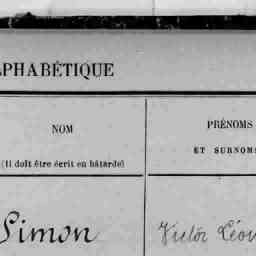 PHABÉTIQUE
NOM
PRÉNOMS
ET SURNOMS
(Il doit être écrit en bâtarde)
Simon
Victor Léon